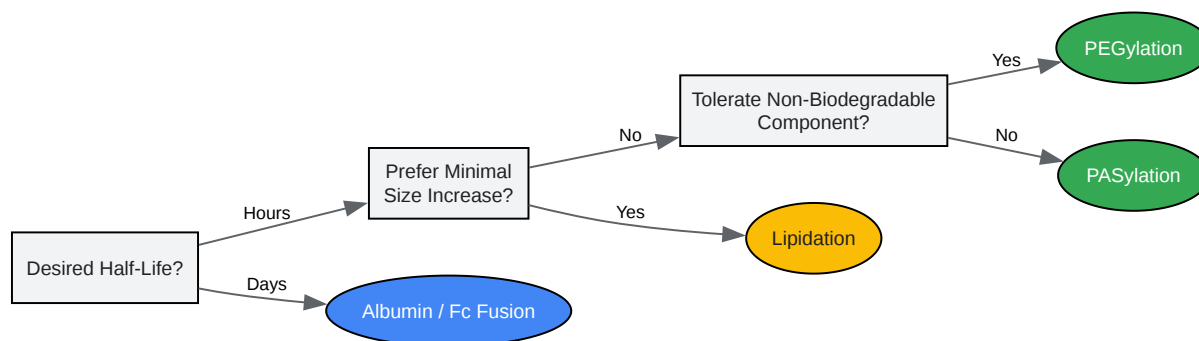 Desired Half-Life?
Hours
Days
Albumin / Fc Fusion
Prefer Minimal
Size Increase?
No
Yes
Lipidation
Tolerate Non-Biodegradable
Component?
Yes
No
PEGylation
PASylation